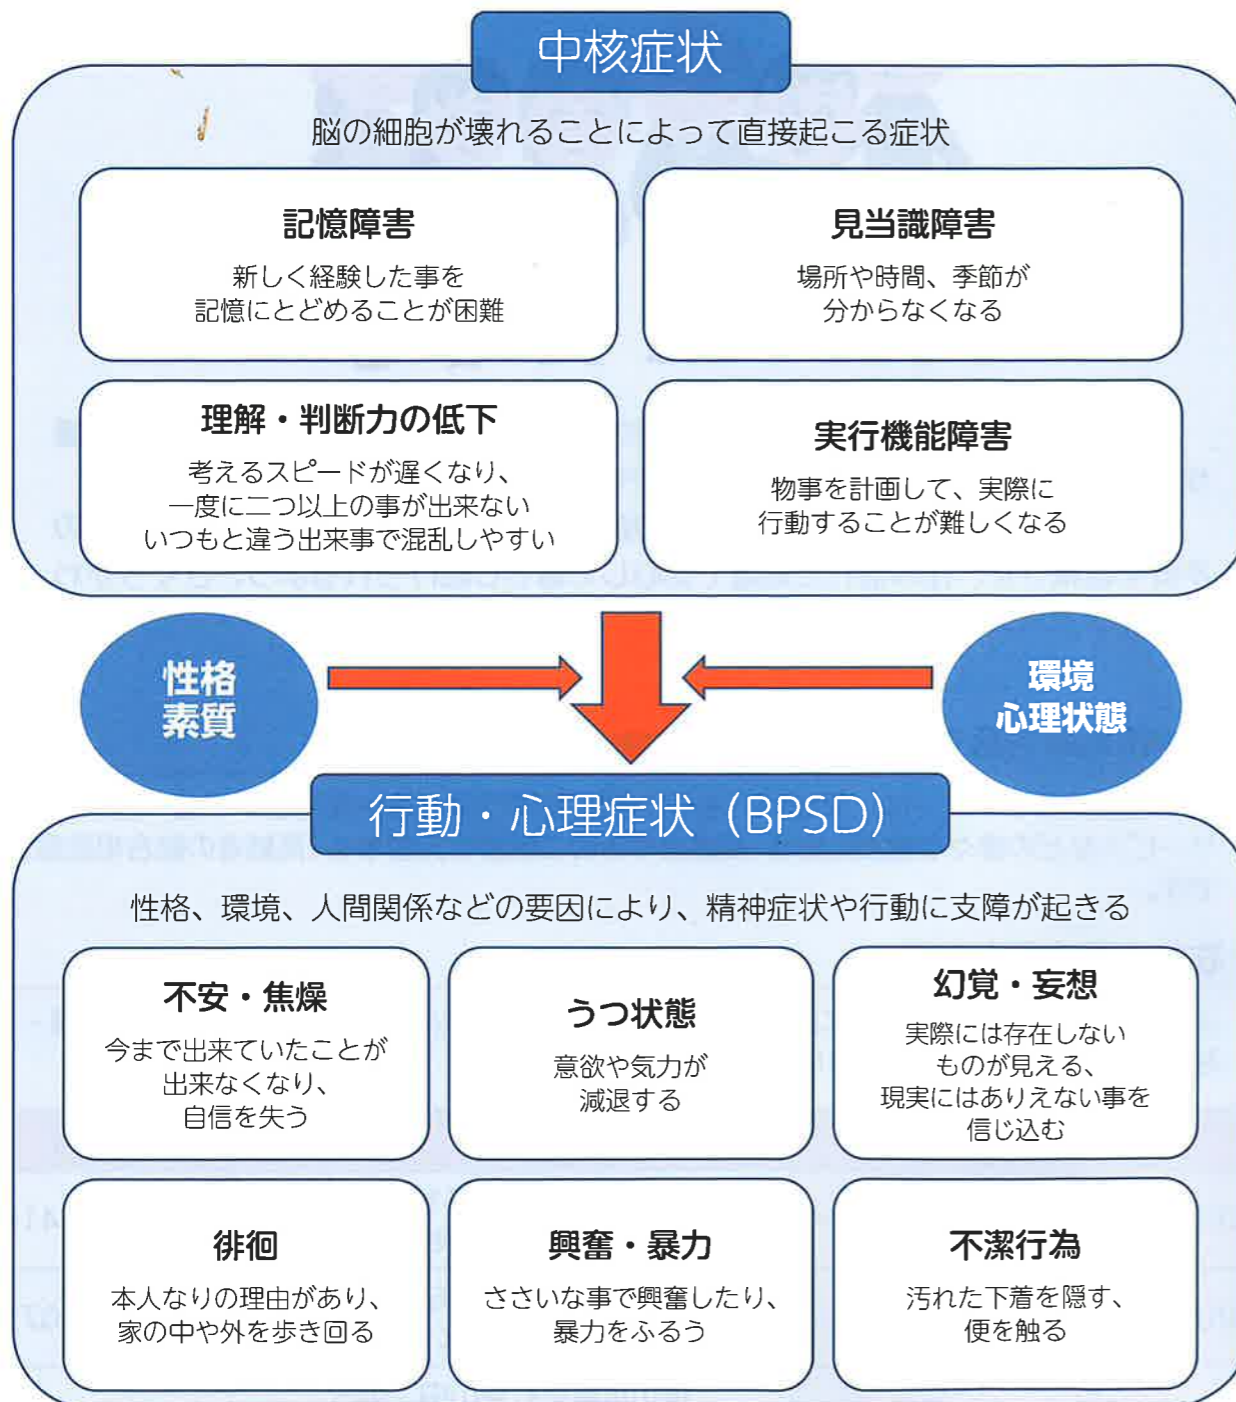 中核症状
脳の細胞が壊れることによって直接起こる症状
記憶障害
新しく経験した事を
記憶にとどめることが困難
見当識障害
場所や時間、季節が
分からなくなる
理解・判断力の低下
考えるスピードが遅くなり、
一度に二つ以上の事が出来ない
いつもと違う出来事で混乱しやすい
実行機能障害
物事を計画して、実際に
行動することが難しくなる
性格
素質
環境
心理状態
行動・心理症状（BPSD）
性格、環境、人間関係などの要因により、精神症状や行動に支障が起きる
不安・焦燥
今まで出来ていたことが
出来なくなり、
自信を失う
うつ状態
意欲や気力が
減退する
幻覚・妄想
実際には存在しない
ものが見える、
現実にはありえない事を
信じ込む
徘徊
本人なりの理由があり、
家の中や外を歩き回る
興奮・暴力
ささいな事で興奮したり、
暴力をふるう
不潔行為
汚れた下着を隠す、
便を触る